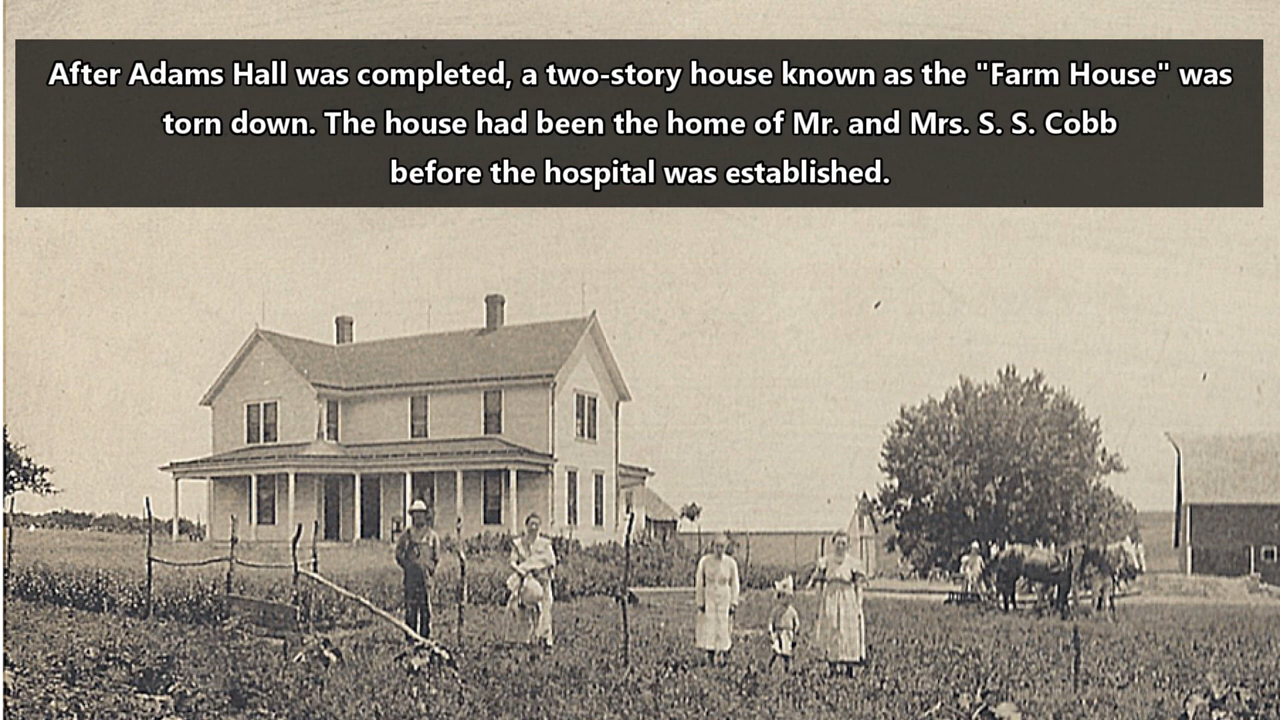 After Adams Hall was completed, a two-story house known as the "Farm House" was
torn down. The house had been the home of Mr. and Mrs. S. S. Cobb
before the hospital was established.